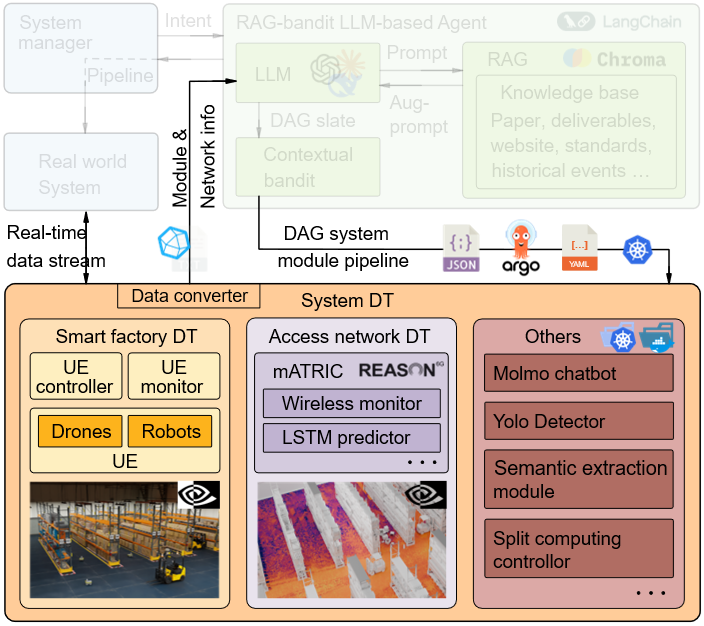 System
manager
Intent
Pipeline
Real world
System
RAG-bandit LLM-based Agent
LangChain
LLM
Prompt
Aug-
prompt
DAG slate
Contextual
bandit
RAG
Chroma
Knowledge base
Paper, deliverables,
website, standards,
historical events ...
Module &
Network info
Real-time
data stream
DAG system
module pipeline
{;}
JSON
argo
[...]
YAML
Data converter
System DT
Smart factory DT
UE
controller
UE
monitor
Drones
Robots
UE
Access network DT
mATRIC
REASON
Wireless monitor
LSTM predictor
...
Others
Molmo chatbot
Yolo Detector
Semantic extraction
module
Split computing
controllor
...